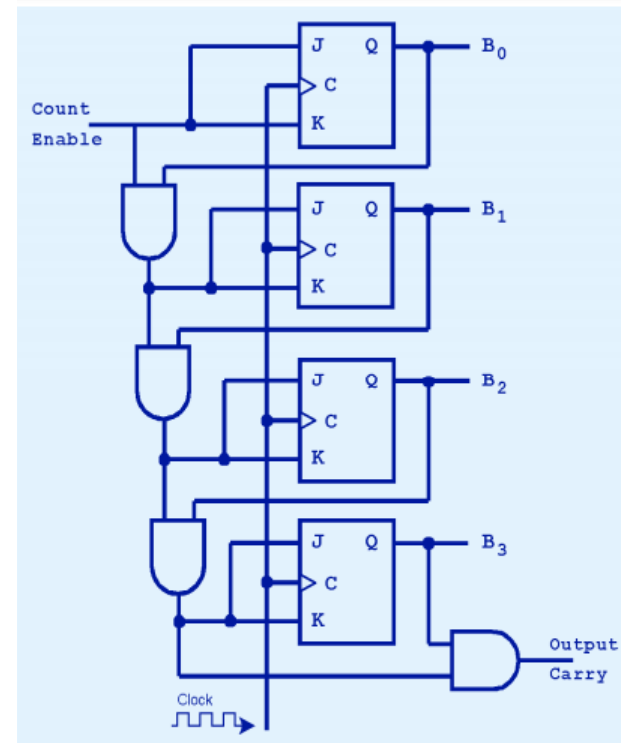 J Q B0
C
Count
Enable
K
J Q B1
C
K
J Q B2
C
K
J Q B3
C
K
Output
Carry
Clock